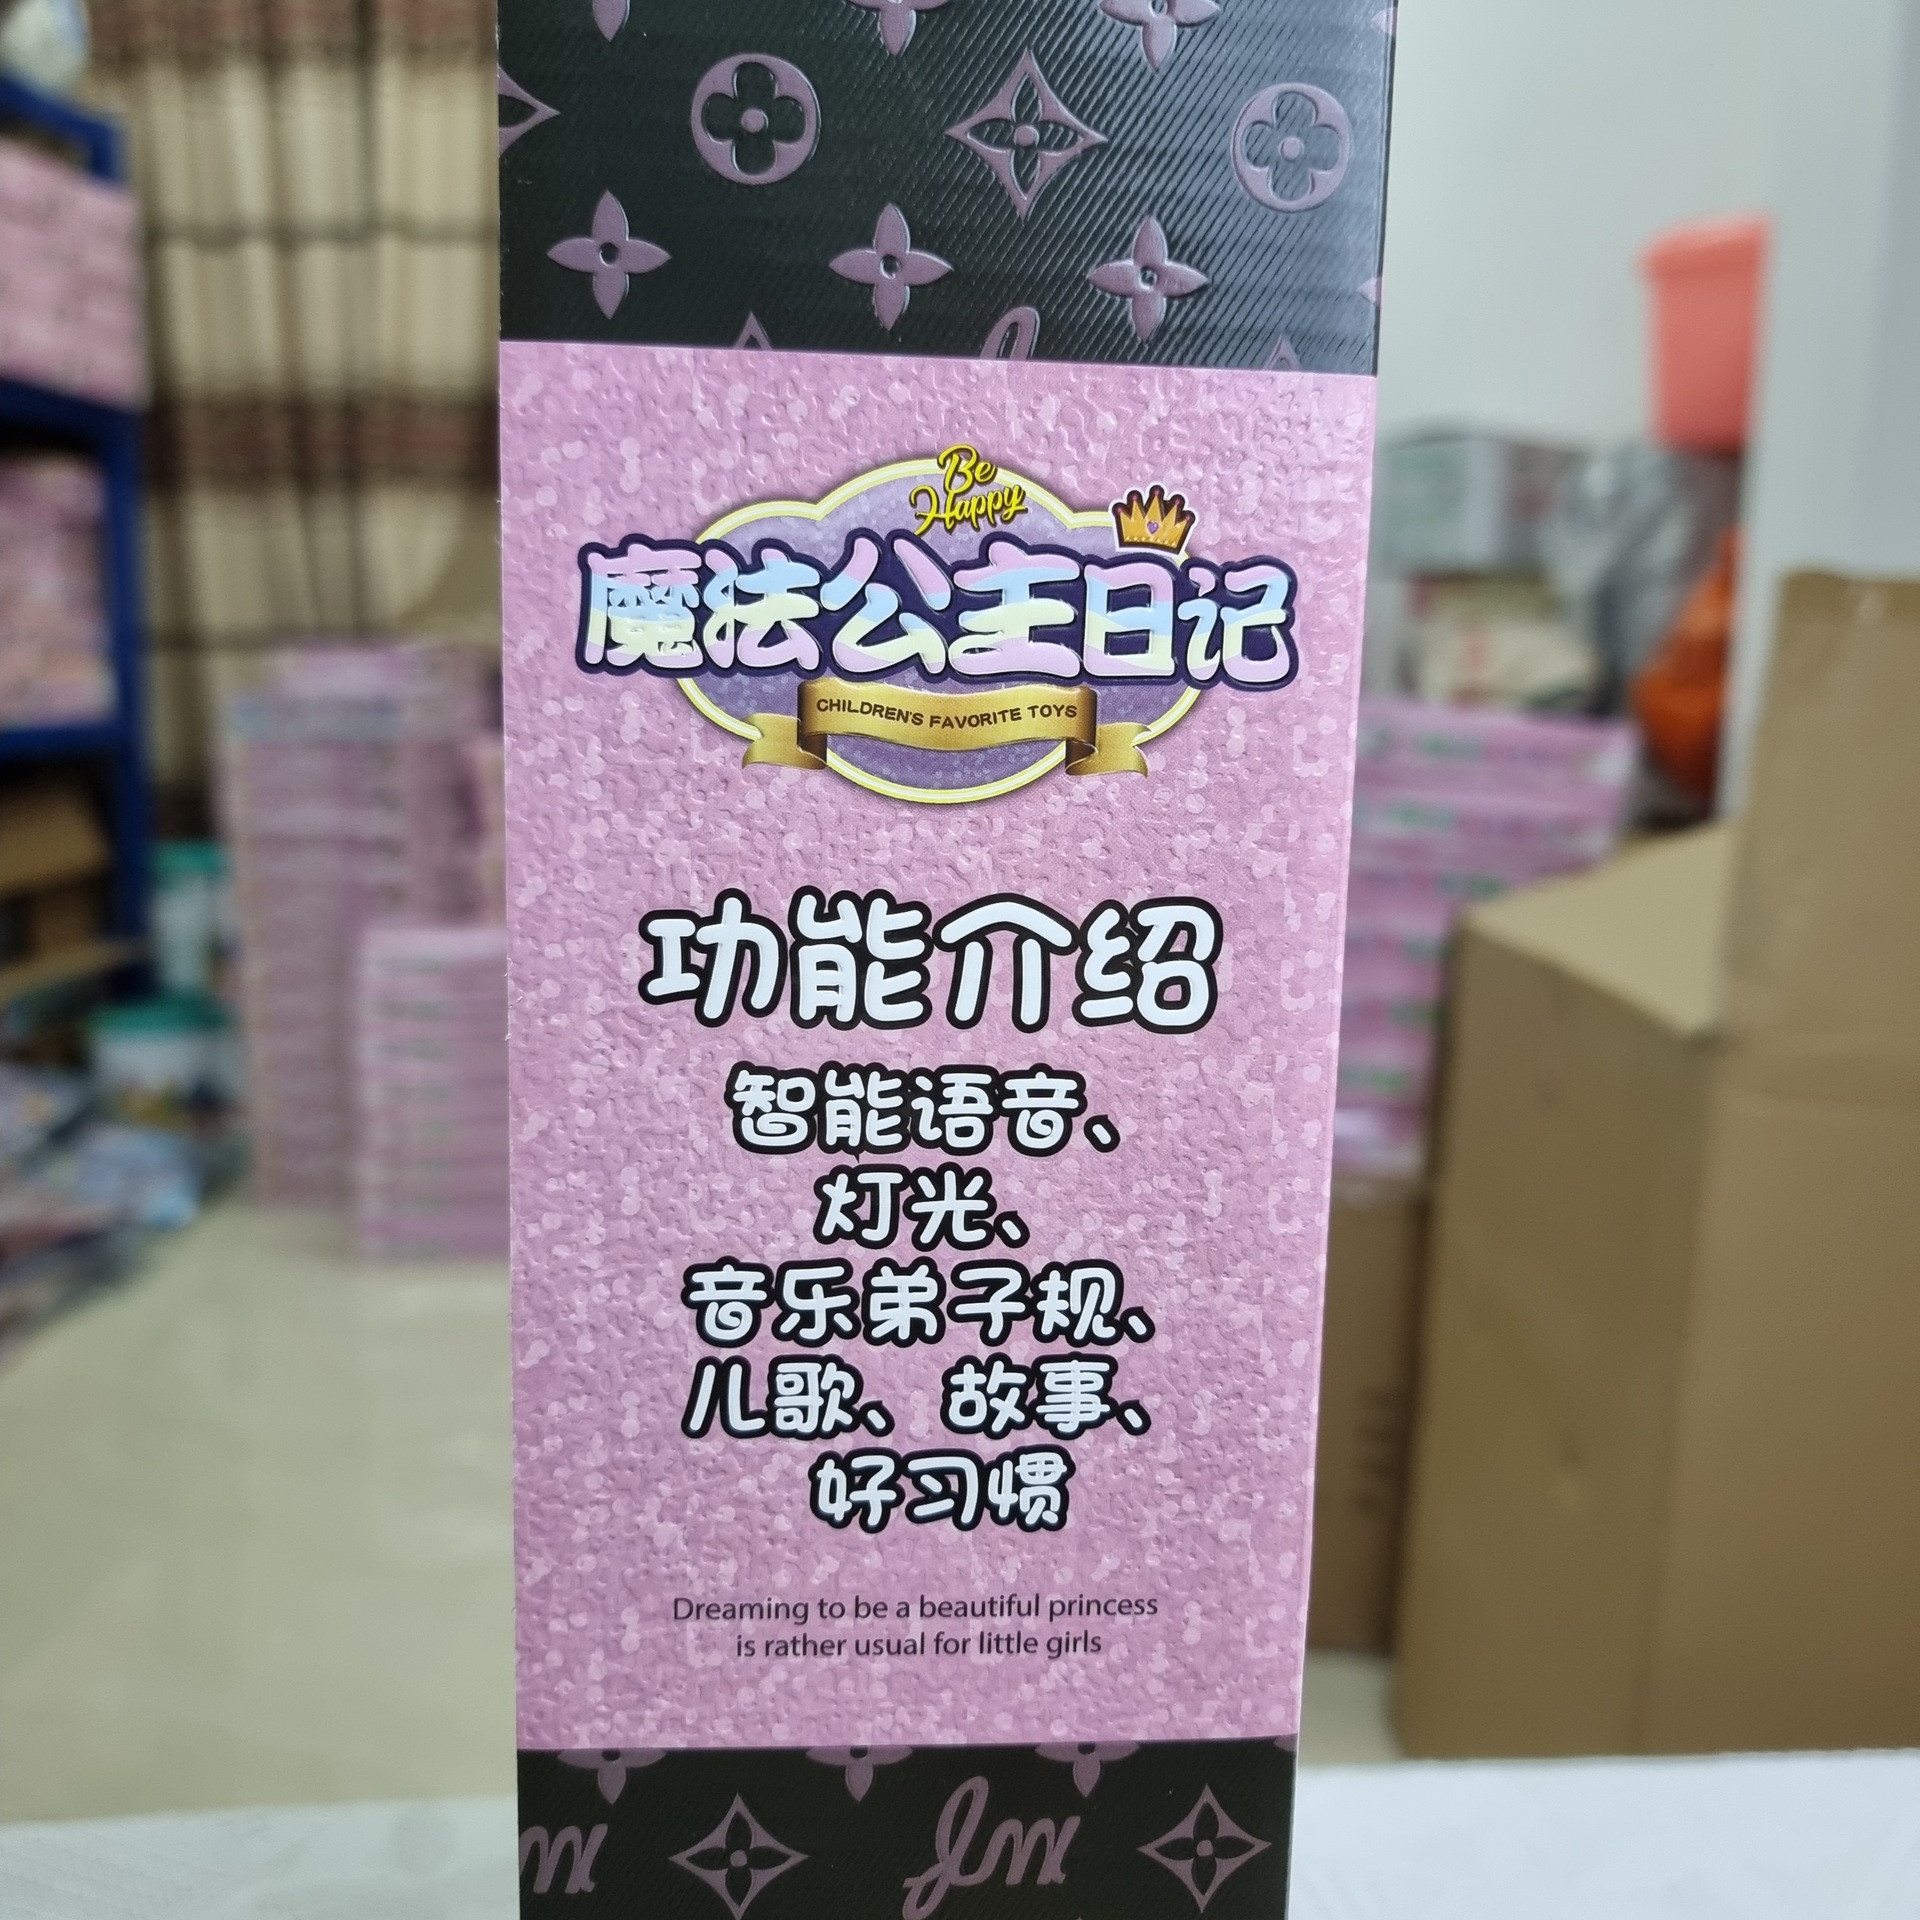 Be
Happy
魔法公主日记
CHILDREN'S FAVORITE TOYS
功能介绍
智能语音、
灯光、
音乐弟子规、
儿歌、故事、
好习惯
Dreaming to be a beautiful princess
is rather usual for little girls